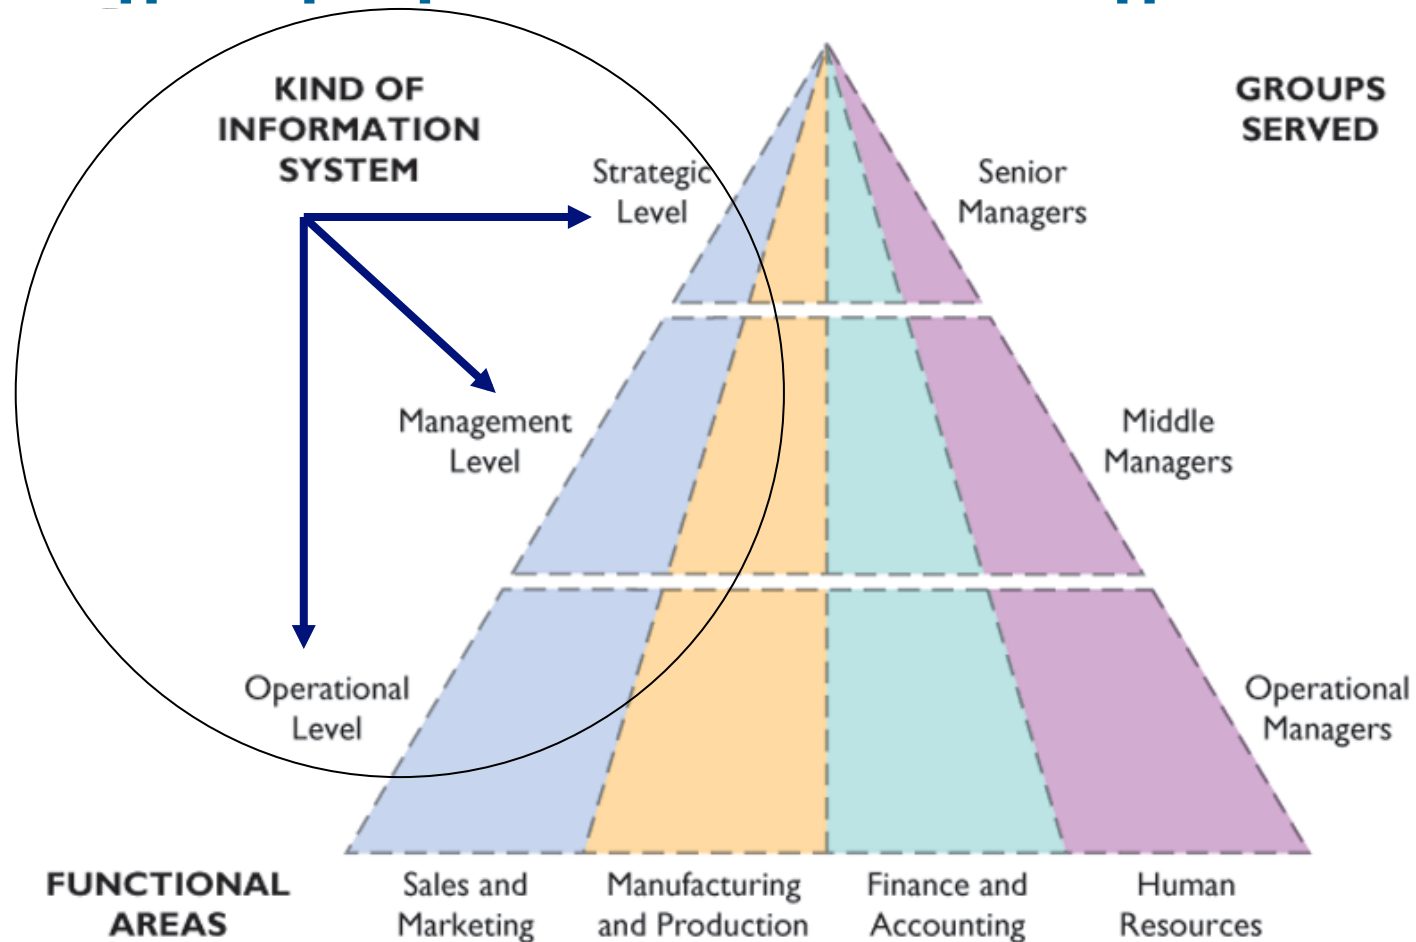 KIND OF
INFORMATION
SYSTEM
GROUPS
SERVED
Strategic
Level
Senior
Managers
Management
Level
Middle
Managers
Operational
Level
Operational
Managers
FUNCTIONAL
AREAS
Sales and
Marketing
Manufacturing
and Production
Finance and
Accounting
Human
Resources